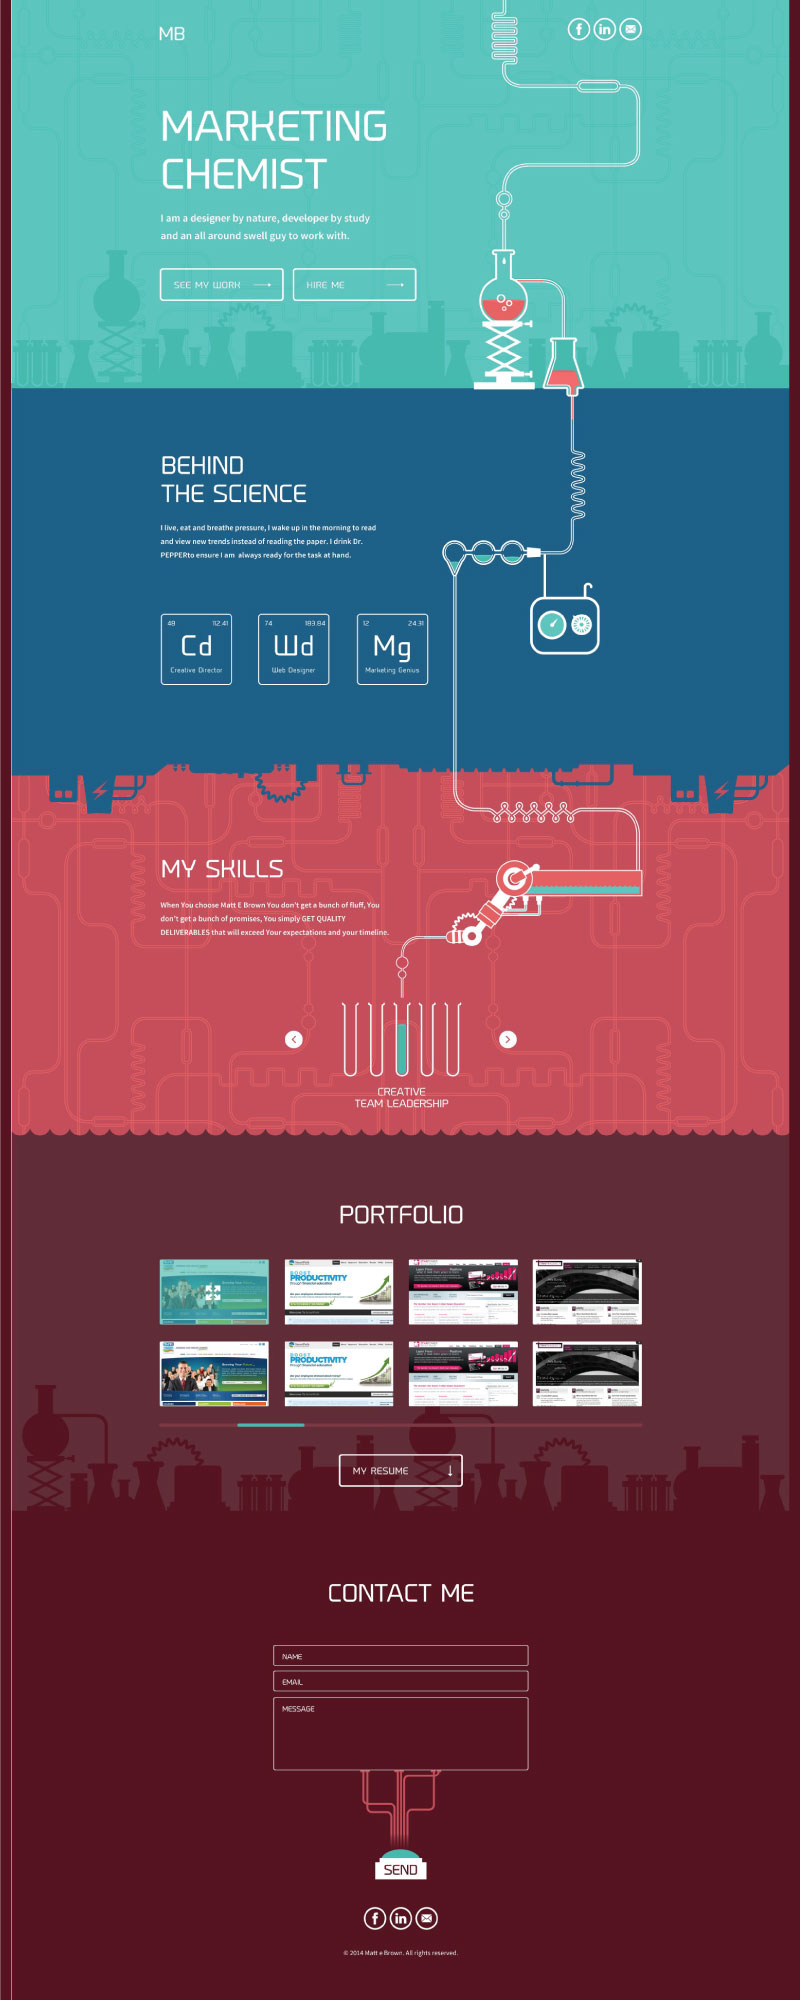 MB
MARKETING
CHEMIST
I am a designer by nature, developer by study
and an all around swell guy to work with.
SEE MY WORK
HIRE ME
BEHIND
THE SCIENCE
I live, eat and breathe pressure, I wake up in the morning to read
and view new trends instead of reading the paper. I drink Dr.
PEPPERto ensure I am always ready for the task at hand.
48 112.41
Cd
Creative Director
74 183.84
Wd
Web Designer
12 24.31
Mg
Marketing Genius
MY SKILLS
When You choose Matt E Brown You don't get a bunch of fluff, You
don't get a bunch of promises, You simply GET QUALITY
DELIVERABLES that will exceed Your expectations and your timeline.
CREATIVE
TEAM LEADERSHIP
PORTFOLIO
BOOST
PRODUCTIVITY
through financial education
BOOST
PRODUCTIVITY
through financial education
MY RESUME
CONTACT ME
NAME
EMAIL
MESSAGE
SEND
© 2014 Matt e Brown. All rights reserved.